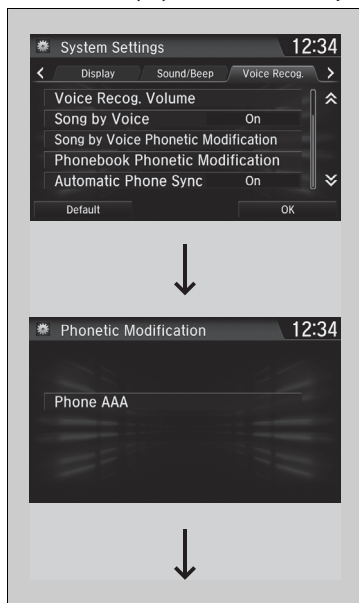 System Settings 12:34
Display Sound/Beep Voice Recog.
Voice Recog. Volume
Song by Voice On
Song by Voice Phonetic Modification
Phonebook Phonetic Modification
Automatic Phone Sync On
Default OK
Phonetic Modification 12:34
Phone AAA